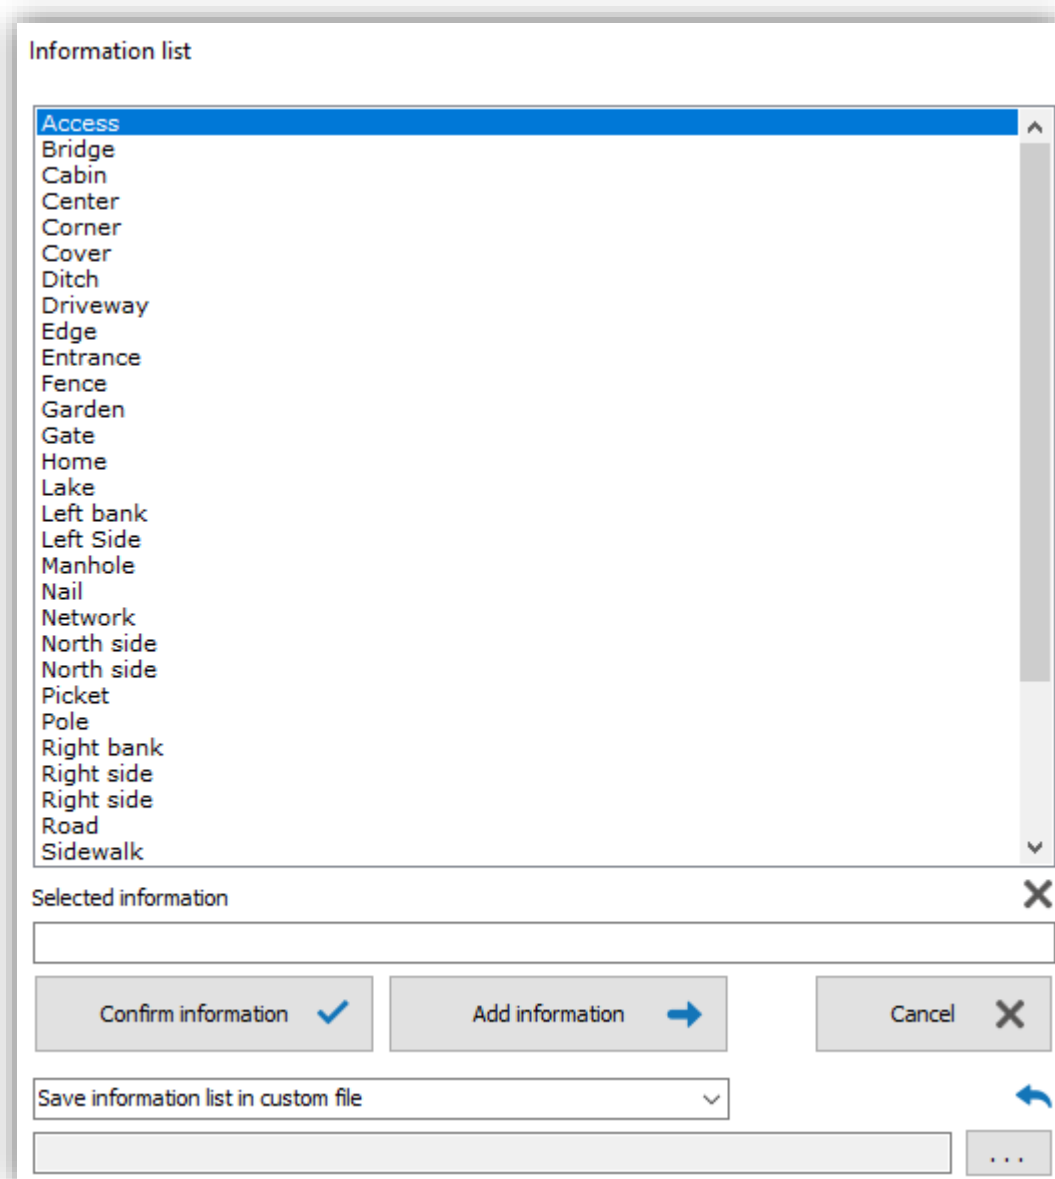 Information list
Access
Bridge
Cabin
Center
Corner
Cover
Ditch
Driveway
Edge
Entrance
Fence
Garden
Gate
Home
Lake
Left bank
Left Side
Manhole
Nail
Network
North side
North side
Picket
Pole
Right bank
Right side
Right side
Road
Sidewalk
Selected information
Confirm information
Add information
Cancel
Save information list in custom file
...